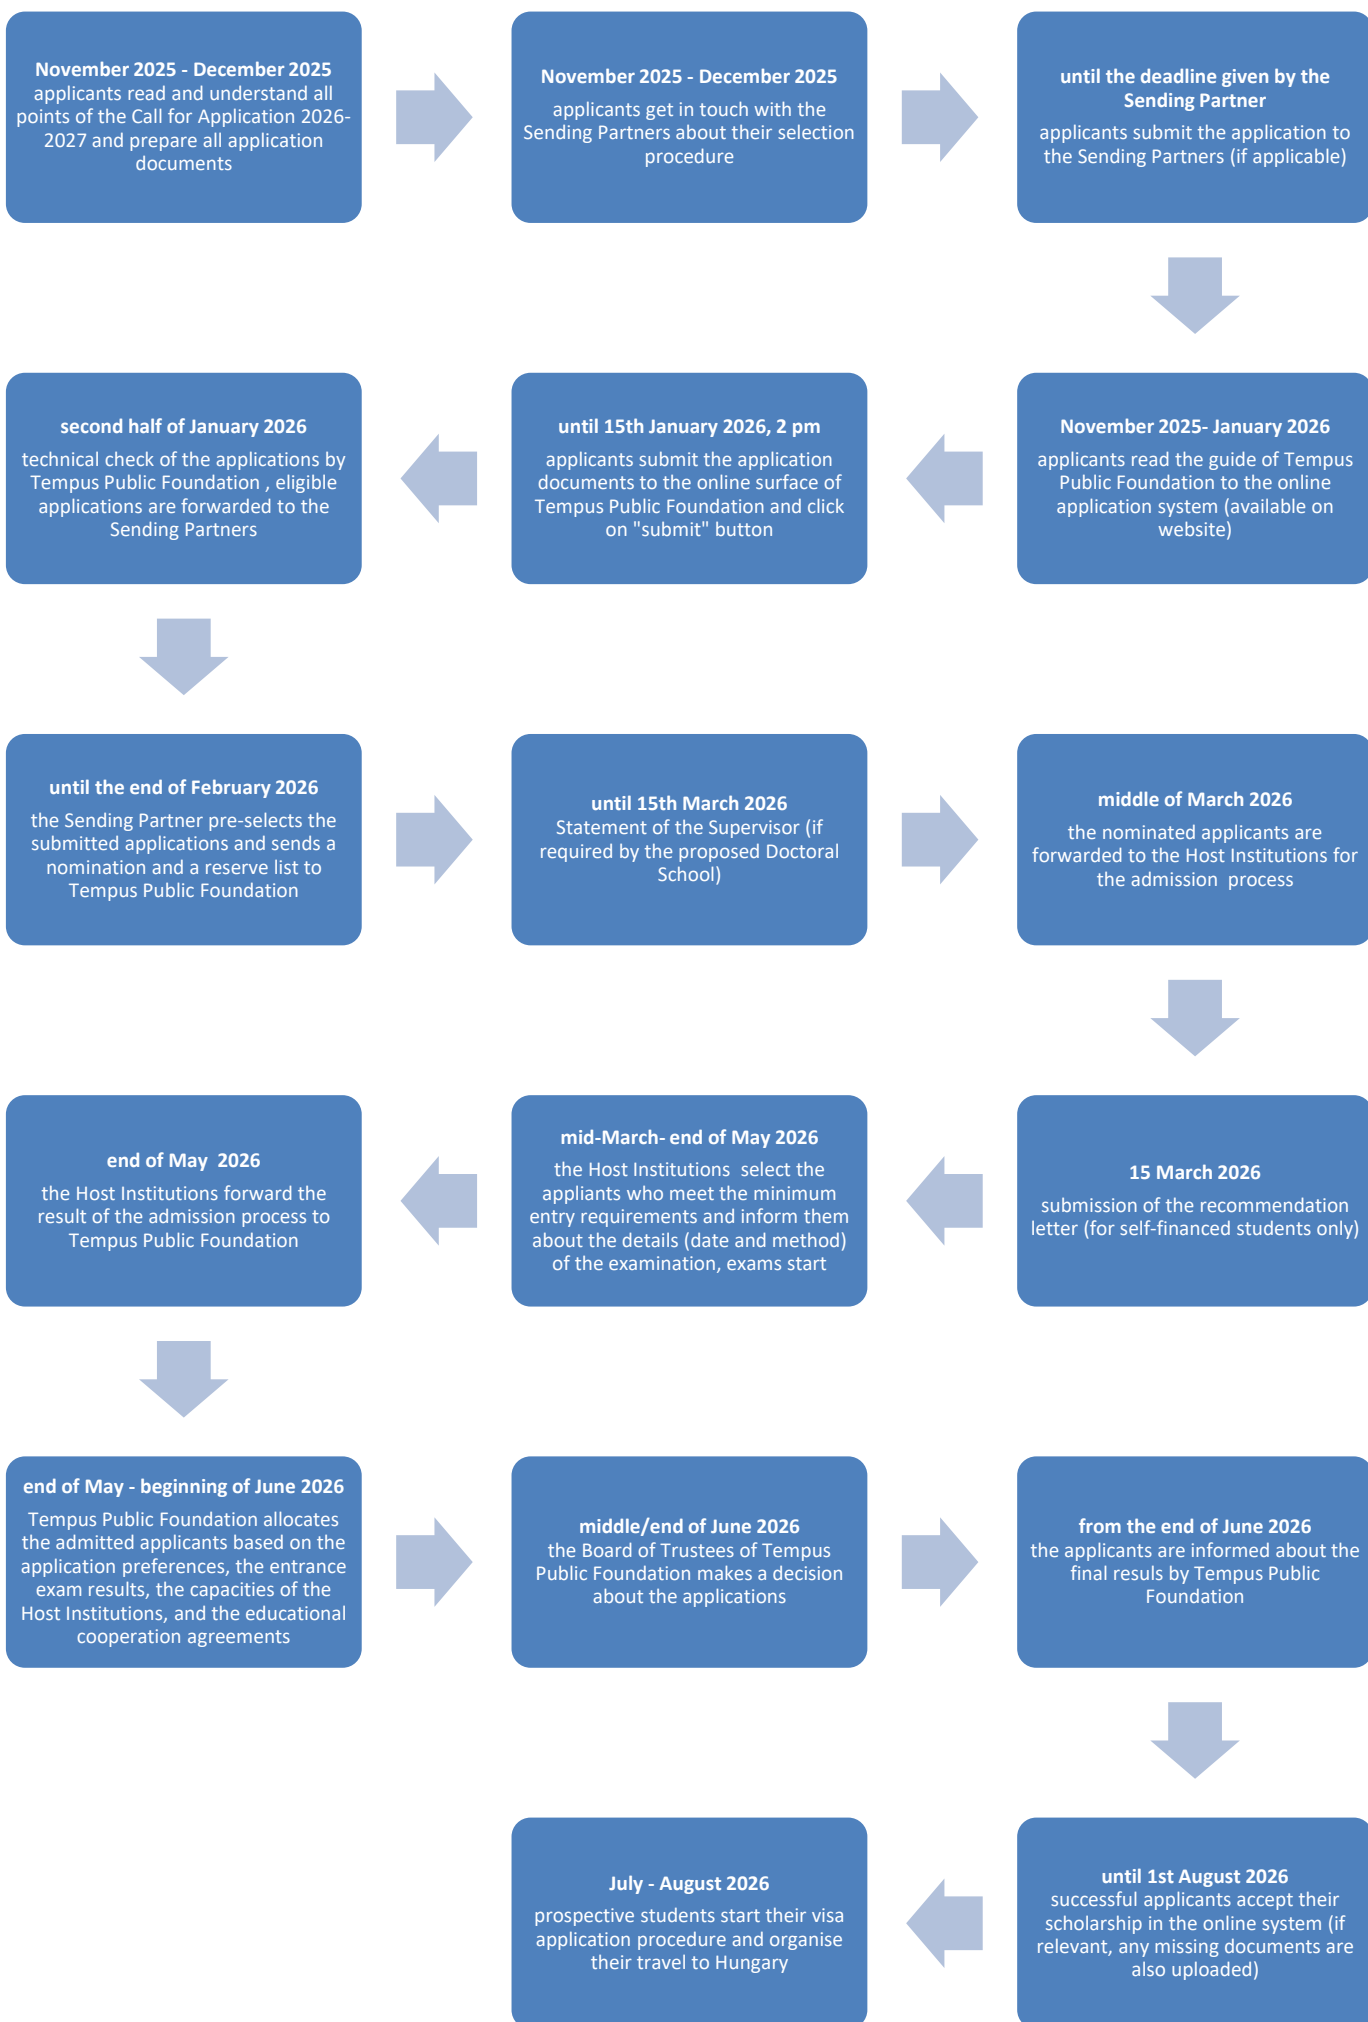 November 2025 - December 2025
applicants read and understand all
points of the Call for Application 2026-
2027 and prepare all application
documents
November 2025 - December 2025
applicants get in touch with the
Sending Partners about their selection
procedure
until the deadline given by the
Sending Partner
applicants submit the application to
the Sending Partners (if applicable)
November 2025- January 2026
applicants read the guide of Tempus
Public Foundation to the online
application system (available on
website)
until 15th January 2026, 2 pm
applicants submit the application
documents to the online surface of
Tempus Public Foundation and click
on "submit" button
second half of January 2026
technical check of the applications by
Tempus Public Foundation , eligible
applications are forwarded to the
Sending Partners
until the end of February 2026
the Sending Partner pre-selects the
submitted applications and sends a
nomination and a reserve list to
Tempus Public Foundation
until 15th March 2026
Statement of the Supervisor (if
required by the proposed Doctoral
School)
middle of March 2026
the nominated applicants are
forwarded to the Host Institutions for
the admission  process
15 March 2026
submission of the recommendation
letter (for self-financed students only)
mid-March- end of May 2026
the Host Institutions  select the
appliants who meet the minimum
entry requirements and inform them
about the details (date and method)
of the examination, exams start
end of May  2026
the Host Institutions forward the
result of the admission process to
Tempus Public Foundation
end of May - beginning of June 2026
Tempus Public Foundation allocates
the admitted applicants based on the
application preferences, the entrance
exam results, the capacities of the
Host Institutions, and the educational
cooperation agreements
middle/end of June 2026
the Board of Trustees of Tempus
Public Foundation makes a decision
about the applications
from the end of June 2026
the applicants are informed about the
final resuls by Tempus Public
Foundation
until 1st August 2026
successful applicants accept their
scholarship in the online system (if
relevant, any missing documents are
also uploaded)
July - August 2026
prospective students start their visa
application procedure and organise
their travel to Hungary